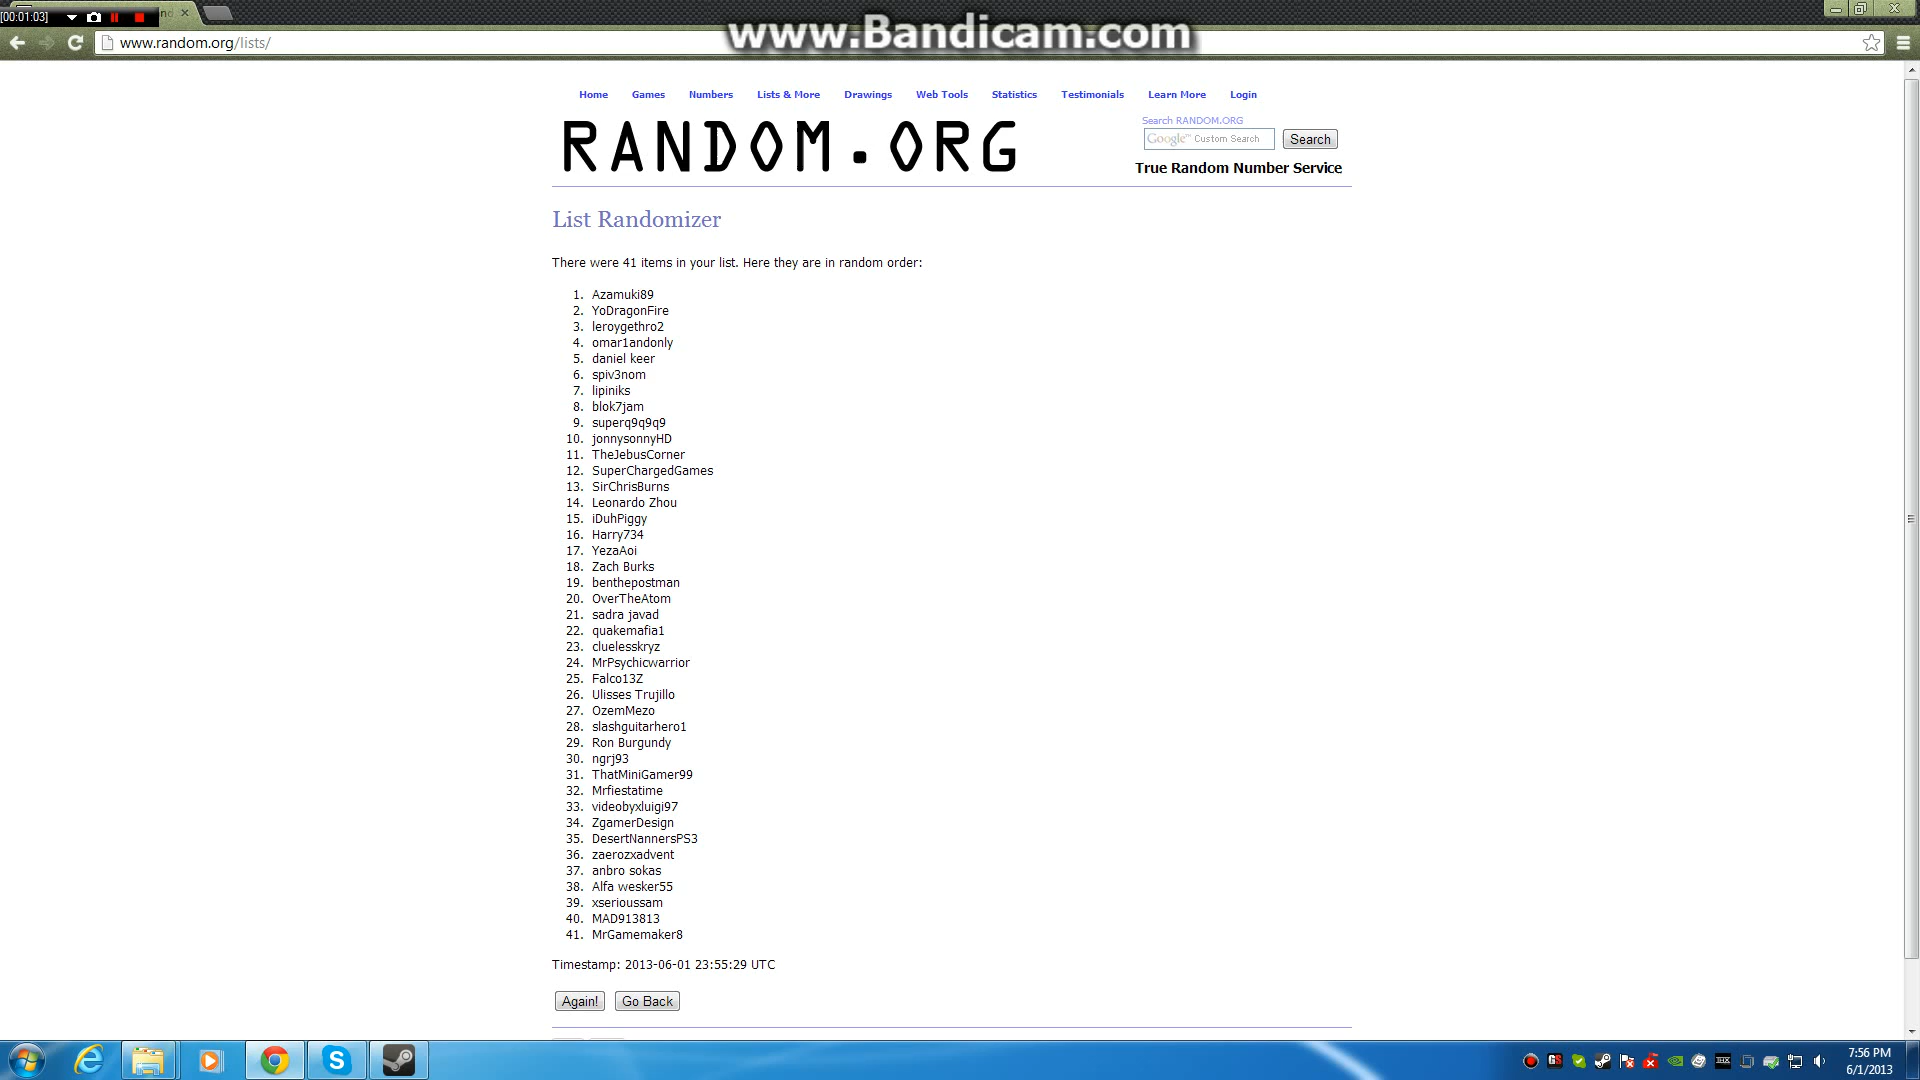 [00:01:03]
www.Bandicam.com
www.random.org/lists/
Home Games Numbers Lists & More Drawings Web Tools Statistics Testimonials Learn More Login
RANDOM.ORG
Search RANDOM.ORG
Google™ Custom Search Search
True Random Number Service
List Randomizer
There were 41 items in your list. Here they are in random order:
1. Azamuki89
2. YoDragonFire
3. leroygethro2
4. omar1andonly
5. daniel keer
6. spiv3nom
7. lipiniks
8. blok7jam
9. superq9q9q9
10. jonnysonnyHD
11. TheJebusCorner
12. SuperChargedGames
13. SirChrisBurns
14. Leonardo Zhou
15. iDuhPiggy
16. Harry734
17. YezaAoi
18. Zach Burks
19. benthepostman
20. OverTheAtom
21. sadra javad
22. quakemafia1
23. cluelesskryz
24. MrPsychicwarrior
25. Falco13Z
26. Ulisses Trujillo
27. OzemMezo
28. slashguitarhero1
29. Ron Burgundy
30. ngrj93
31. ThatMiniGamer99
32. Mrfiestatime
33. videobyxluigi97
34. ZgamerDesign
35. DesertNannersPS3
36. zaerozxadvent
37. anbro sokas
38. Alfa wesker55
39. xserioussam
40. MAD913813
41. MrGamemaker8
Timestamp: 2013-06-01 23:55:29 UTC
Again! Go Back
7:56 PM
6/1/2013